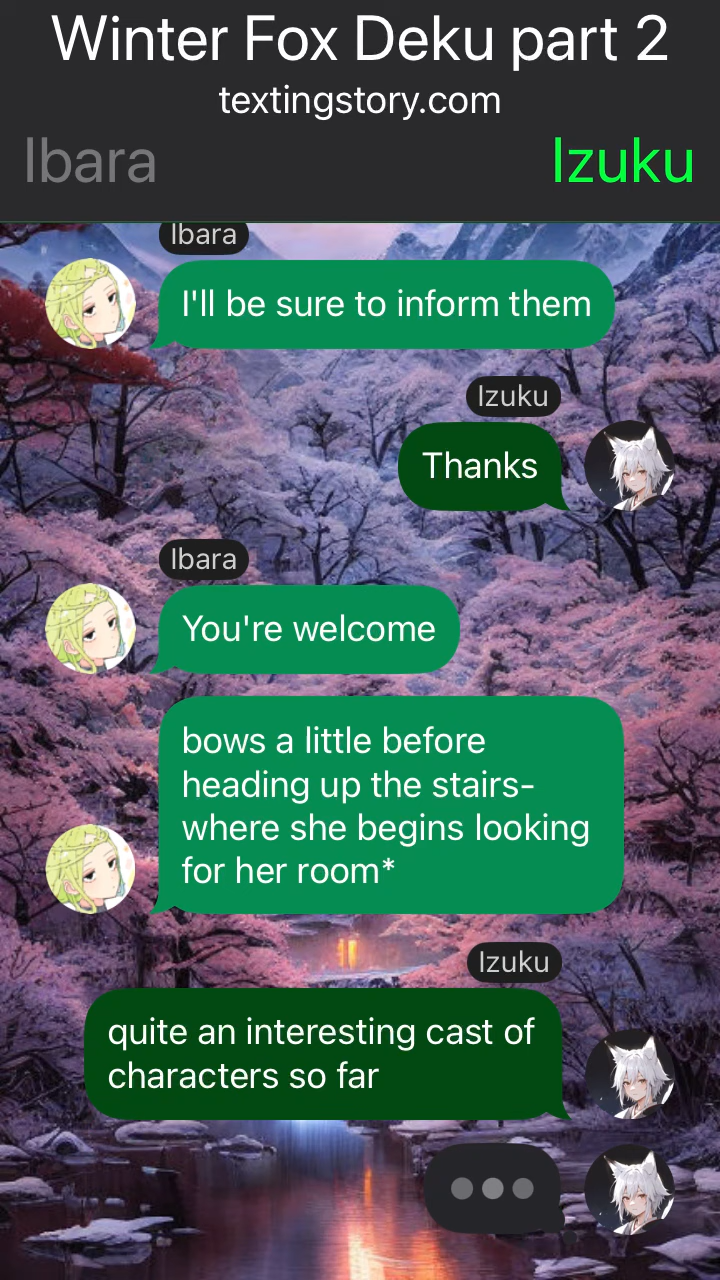 Winter Fox Deku part 2
textingstory.com
Ibara
Izuku
Ibara
I'll be sure to inform them
Izuku
Thanks
Ibara
You're welcome
bows a little before
heading up the stairs-
where she begins looking
for her room*
Izuku
quite an interesting cast of
characters so far